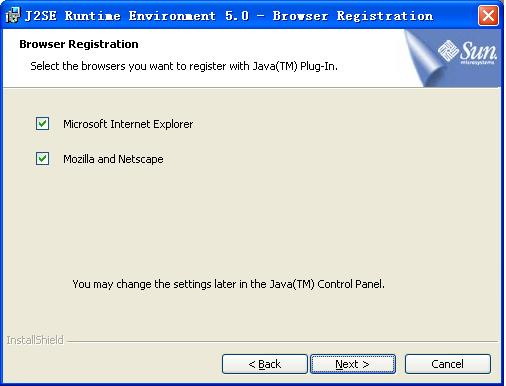 J2SE Runtime Environment 5.0 - Browser Registration
Browser Registration
Select the browsers you want to register with Java(TM) Plug-In.
Sun
microsystems
Microsoft Internet Explorer
Mozilla and Netscape
You may change the settings later in the Java(TM) Control Panel.
InstallShield
< Back
Next >
Cancel